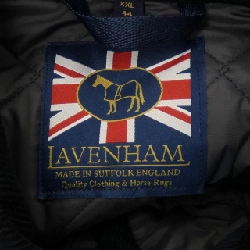 XXL
LAVENHAM
MADE IN SUFFOLK ENGLAND
Quality Clothing & Horse Rugs